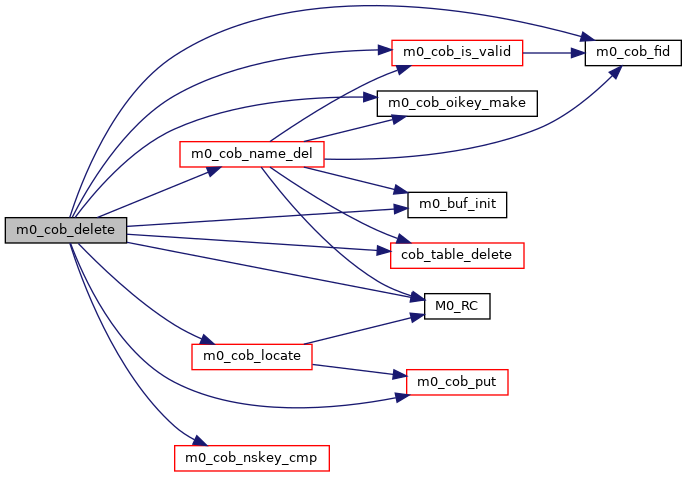 m0_cob_is_valid
m0_cob_fid
m0_cob_oikey_make
m0_cob_name_del
m0_buf_init
m0_cob_delete
cob_table_delete
M0_RC
m0_cob_locate
m0_cob_put
m0_cob_nskey_cmp